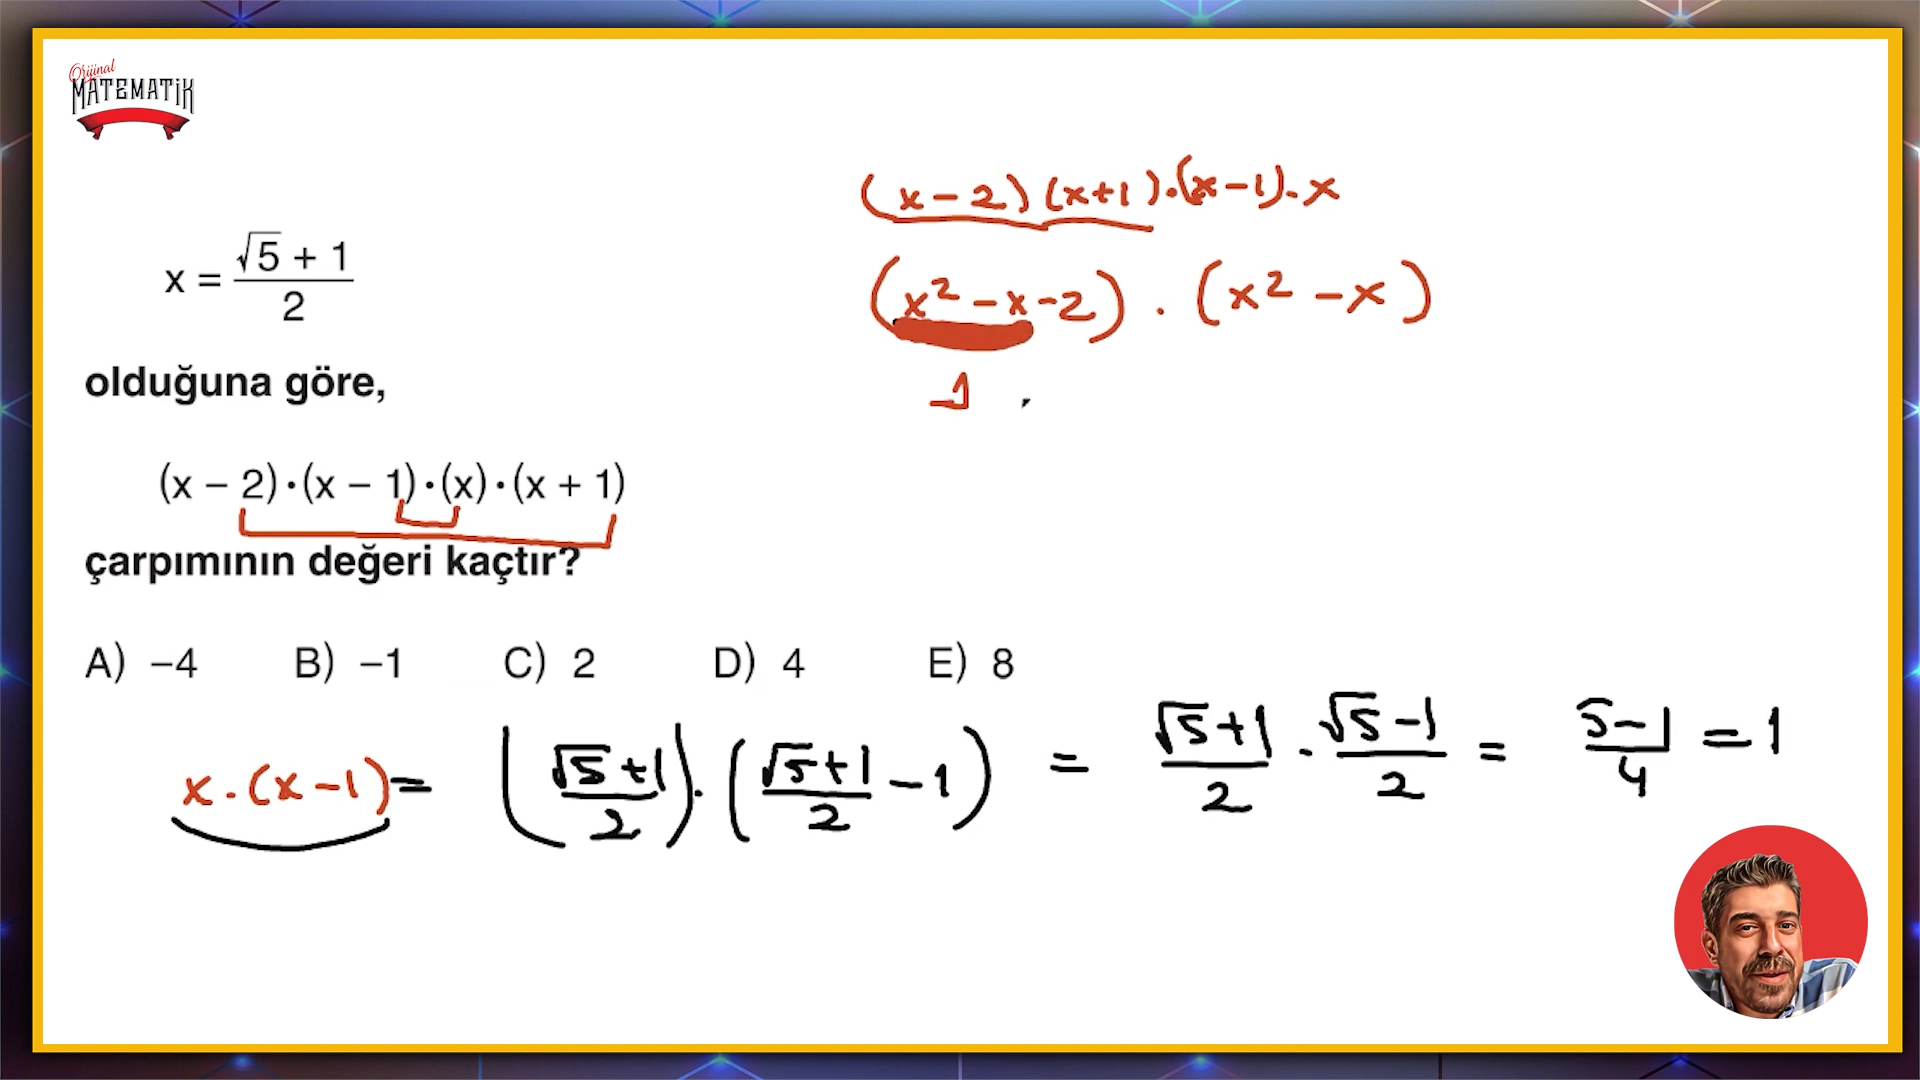 Orijinal
MATEMATİK
(x-2)(x+1).(x-1).x
x = √5 + 1 / 2
(x² - x - 2) . (x² - x)
olduğuna göre,
-1
(x – 2)·(x – 1)·(x)·(x + 1)
çarpımının değeri kaçtır?
A) –4 B) –1 C) 2 D) 4 E) 8
x.(x-1) = (√5+1 / 2).(√5+1 / 2 - 1) = √5+1 / 2 . √5-1 / 2 = 5-1 / 4 = 1